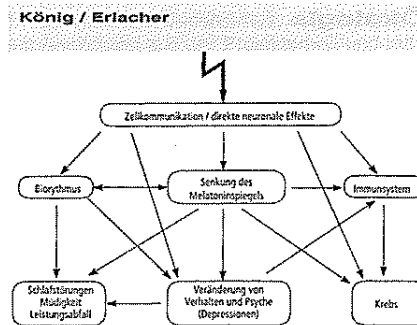 König / Erlacher
Zellkommunikation / direkte neuronale Effekte
Biorythmus
Senkung des
Melatoninspiegels
Immunsystem
Schlafstörungen
Müdigkeit
Leistungsabfall
Veränderung von
Verhalten und Psyche
(Depressionen)
Krebs